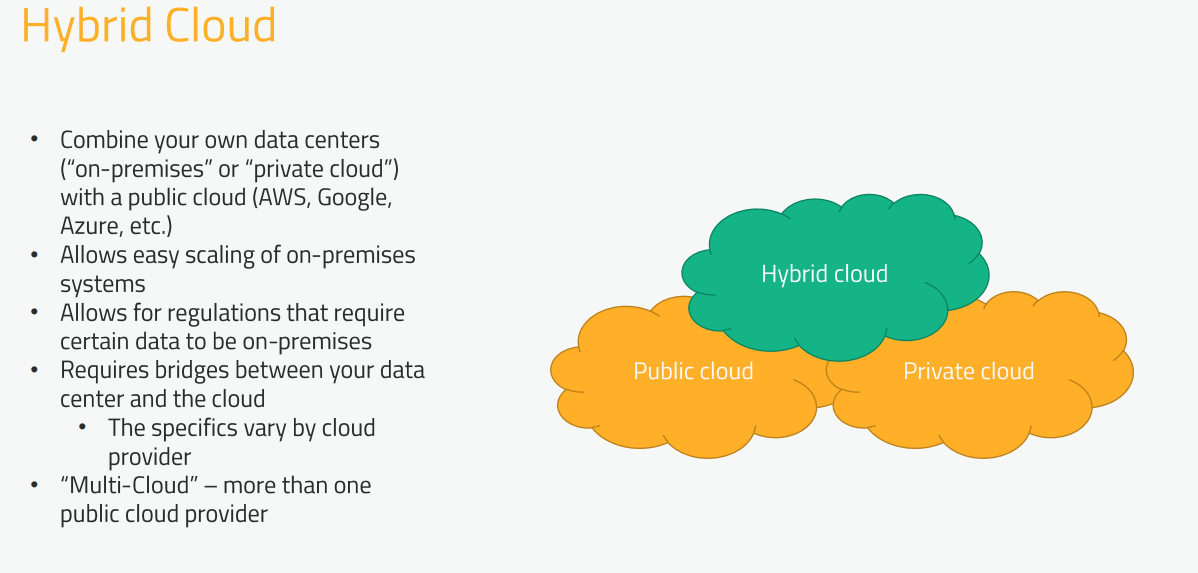 Hybrid Cloud
• Combine your own data centers
(“on-premises” or “private cloud”)
with a public cloud (AWS, Google,
Azure, etc.)
• Allows easy scaling of on-premises
systems
• Allows for regulations that require
certain data to be on-premises
• Requires bridges between your data
center and the cloud
• The specifics vary by cloud
provider
• “Multi-Cloud” – more than one
public cloud provider
Hybrid cloud
Public cloud
Private cloud